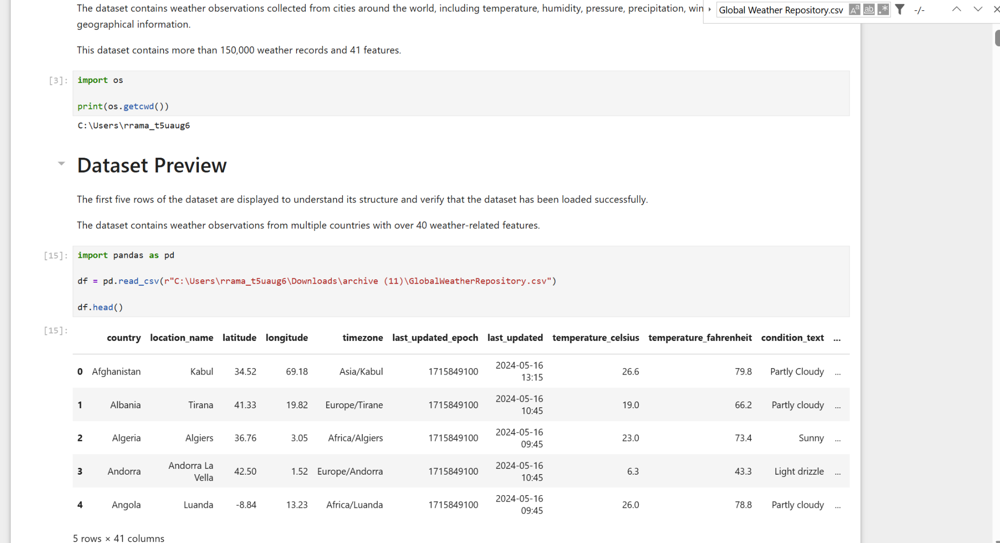 The dataset contains weather observations collected from cities around the world, including temperature, humidity, pressure, precipitation, win
geographical information.
Global Weather Repository.csv
Aa
ab
.*
-/-
This dataset contains more than 150,000 weather records and 41 features.
[3]:
import os
print(os.getcwd())
C:\Users\rrama_t5uaug6
Dataset Preview
The first five rows of the dataset are displayed to understand its structure and verify that the dataset has been loaded successfully.
The dataset contains weather observations from multiple countries with over 40 weather-related features.
[15]:
import pandas as pd
df = pd.read_csv(r"C:\Users\rrama_t5uaug6\Downloads\archive (11)\GlobalWeatherRepository.csv")
df.head()
[15]:
country location_name latitude longitude timezone last_updated_epoch last_updated temperature_celsius temperature_fahrenheit condition_text ...
0 Afghanistan Kabul 34.52 69.18 Asia/Kabul 1715849100 2024-05-16 13:15 26.6 79.8 Partly Cloudy ...
1 Albania Tirana 41.33 19.82 Europe/Tirane 1715849100 2024-05-16 10:45 19.0 66.2 Partly cloudy ...
2 Algeria Algiers 36.76 3.05 Africa/Algiers 1715849100 2024-05-16 09:45 23.0 73.4 Sunny ...
3 Andorra Andorra La Vella 42.50 1.52 Europe/Andorra 1715849100 2024-05-16 10:45 6.3 43.3 Light drizzle ...
4 Angola Luanda -8.84 13.23 Africa/Luanda 1715849100 2024-05-16 09:45 26.0 78.8 Partly cloudy ...
5 rows × 41 columns